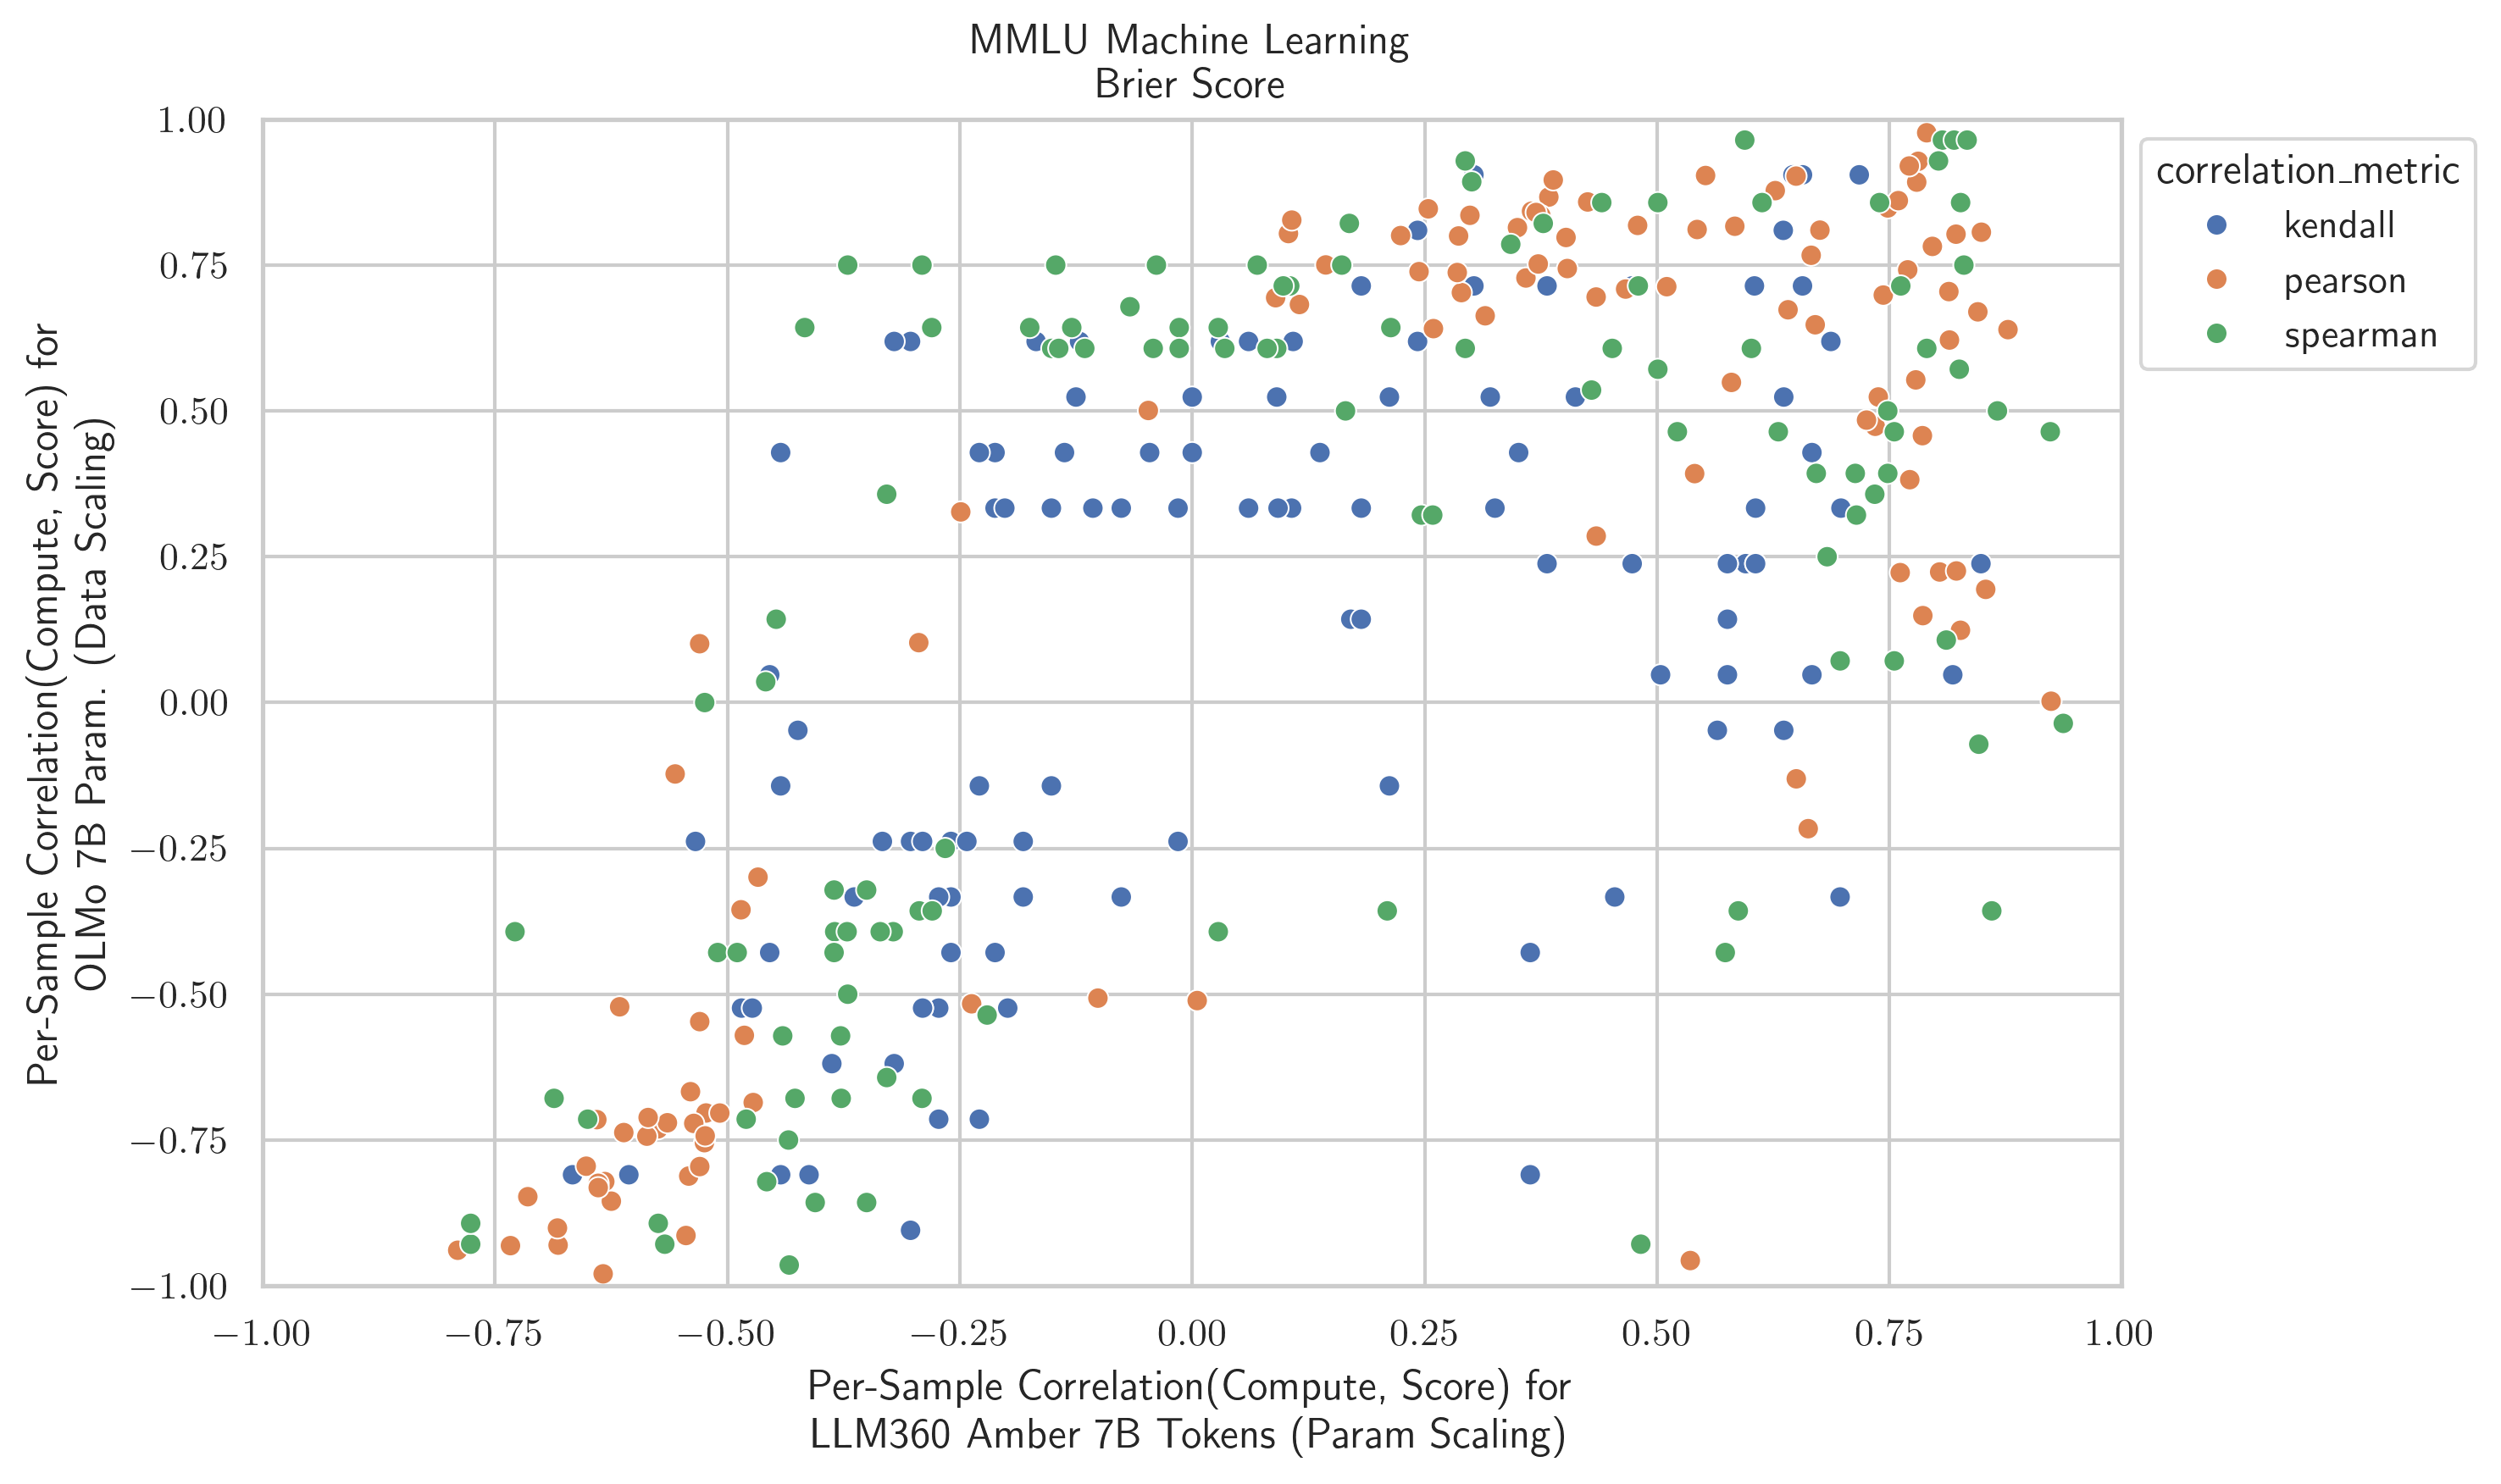 MMLU Machine Learning
Brier Score
Per-Sample Correlation(Compute, Score) for
OLMo 7B Param. (Data Scaling)
1.00
0.75
0.50
0.25
0.00
−0.25
−0.50
−0.75
−1.00
−1.00 −0.75 −0.50 −0.25 0.00 0.25 0.50 0.75 1.00
Per-Sample Correlation(Compute, Score) for
LLM360 Amber 7B Tokens (Param Scaling)
correlation_metric
kendall
pearson
spearman